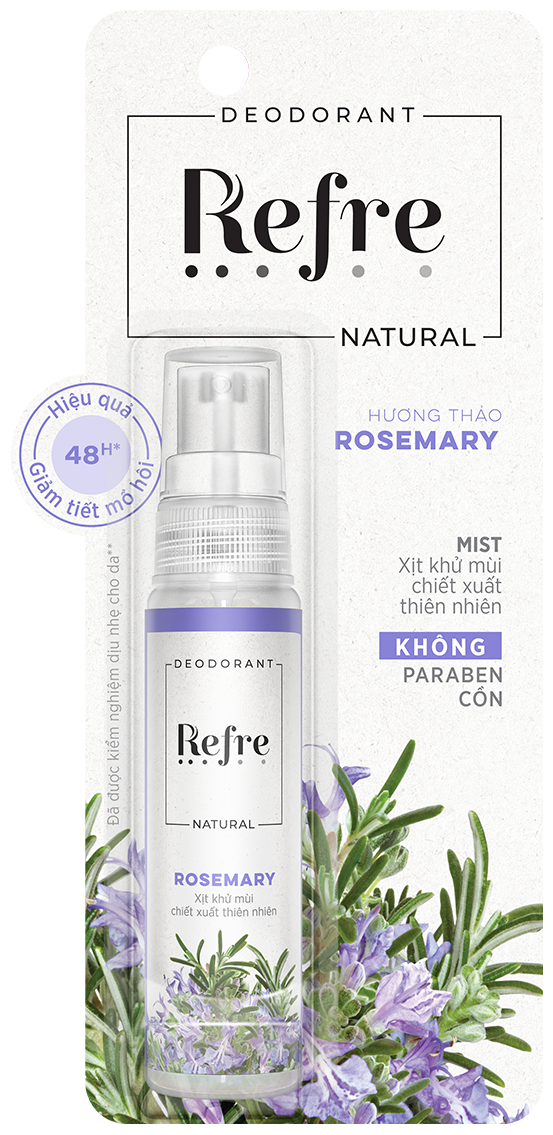 DEODORANT
Refre
NATURAL
HƯƠNG THẢO
ROSEMARY
Hiệu quả
48H*
Giảm tiết mồ hôi
MIST
Xịt khử mùi
chiết xuất
thiên nhiên
KHÔNG
PARABEN
CỒN
Đã được kiểm nghiệm dịu nhẹ cho da**
DEODORANT
Refre
NATURAL
ROSEMARY
Xịt khử mùi
chiết xuất thiên nhiên